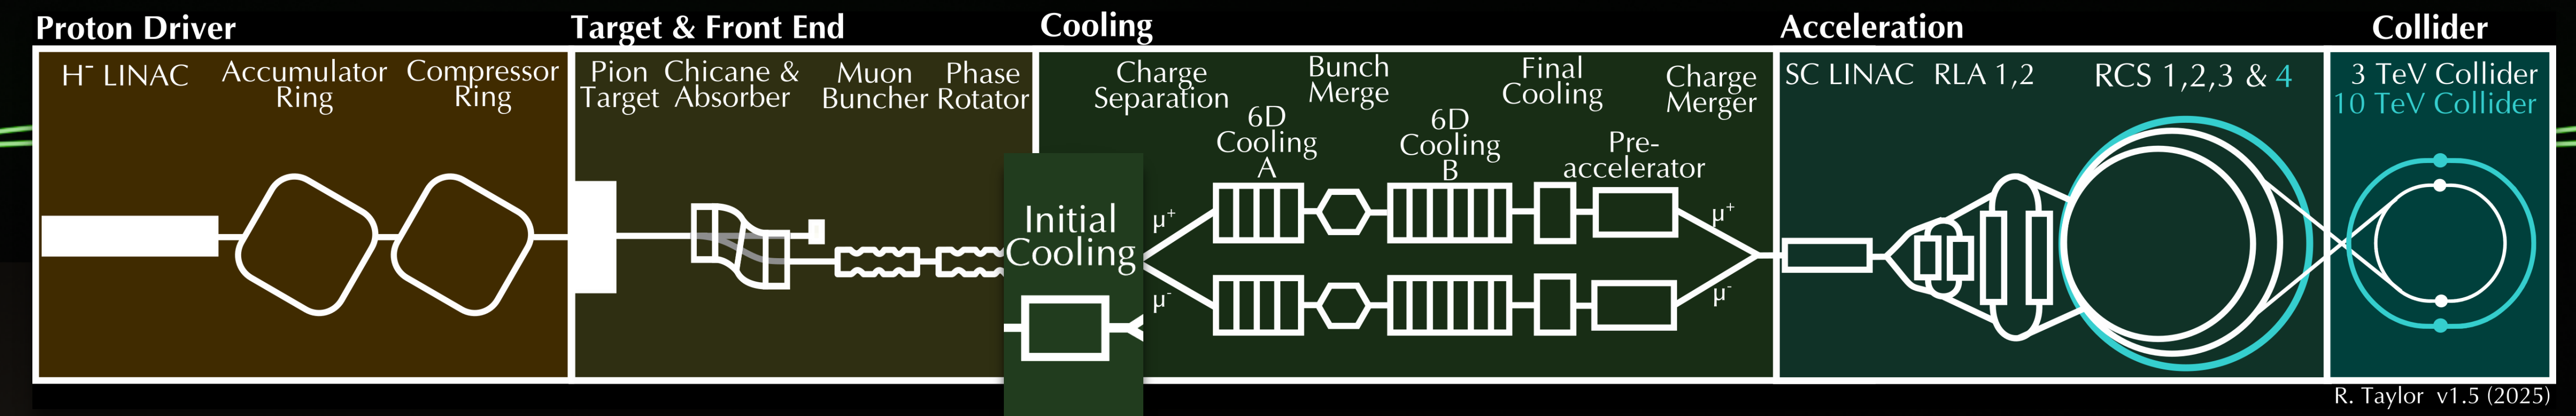 Proton Driver
Target & Front End
Cooling
Acceleration
Collider
H⁻ LINAC
Accumulator
Ring
Compressor
Ring
Pion
Target
Chicane &
Absorber
Muon
Buncher
Phase
Rotator
Initial
Cooling
Charge
Separation
μ⁺
μ⁻
6D
Cooling
A
Bunch
Merge
6D
Cooling
B
Final
Cooling
Pre-
accelerator
Charge
Merger
μ⁺
μ⁻
SC LINAC
RLA 1,2
RCS 1,2,3 & 4
3 TeV Collider
10 TeV Collider
R. Taylor v1.5 (2025)